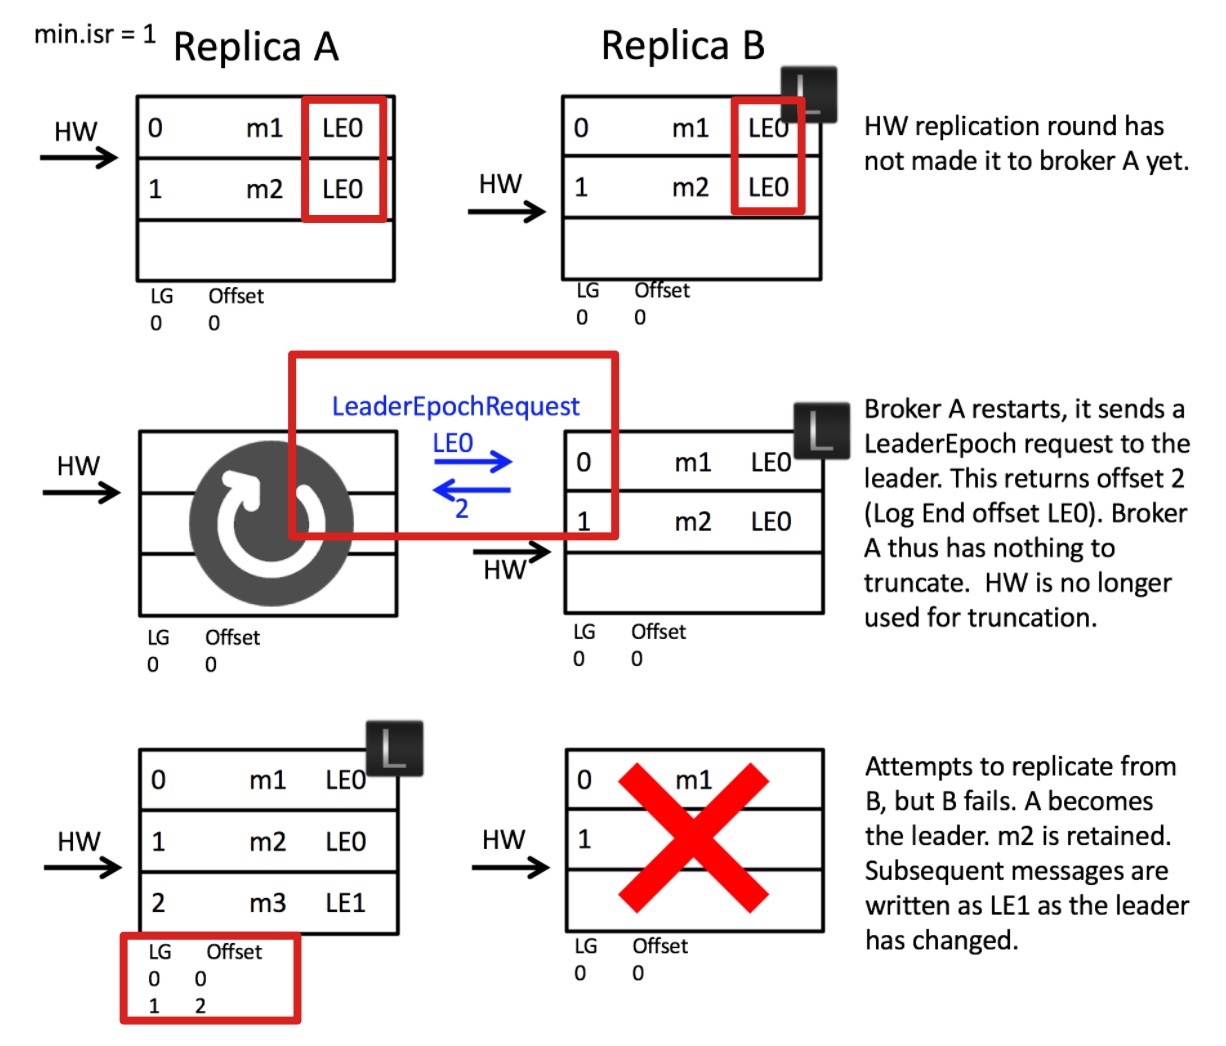 min.isr = 1
Replica A
Replica B
L
HW
0 m1 LE0
1 m2 LE0
LG Offset
0 0
HW
0 m1 LE0
1 m2 LE0
LG Offset
0 0
HW replication round has
not made it to broker A yet.
HW
LG Offset
0 0
LeaderEpochRequest
LE0
2
HW
L
0 m1 LE0
1 m2 LE0
LG Offset
0 0
Broker A restarts, it sends a
LeaderEpoch request to the
leader. This returns offset 2
(Log End offset LE0). Broker
A thus has nothing to
truncate. HW is no longer
used for truncation.
L
HW
0 m1 LE0
1 m2 LE0
2 m3 LE1
LG Offset
0 0
1 2
HW
0 m1
1
LG Offset
0 0
Attempts to replicate from
B, but B fails. A becomes
the leader. m2 is retained.
Subsequent messages are
written as LE1 as the leader
has changed.